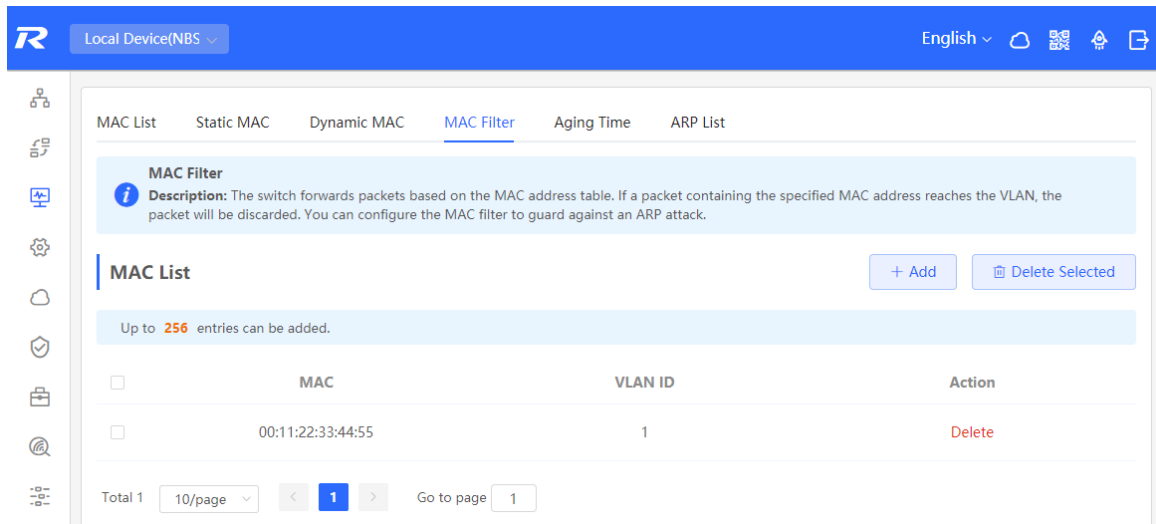 Local Device(NBS
English
MAC List Static MAC Dynamic MAC MAC Filter Aging Time ARP List
MAC Filter
Description: The switch forwards packets based on the MAC address table. If a packet containing the specified MAC address reaches the VLAN, the
packet will be discarded. You can configure the MAC filter to guard against an ARP attack.
MAC List
+ Add
Delete Selected
Up to 256 entries can be added.
MAC VLAN ID Action
00:11:22:33:44:55 1 Delete
Total 1 10/page < 1 > Go to page 1